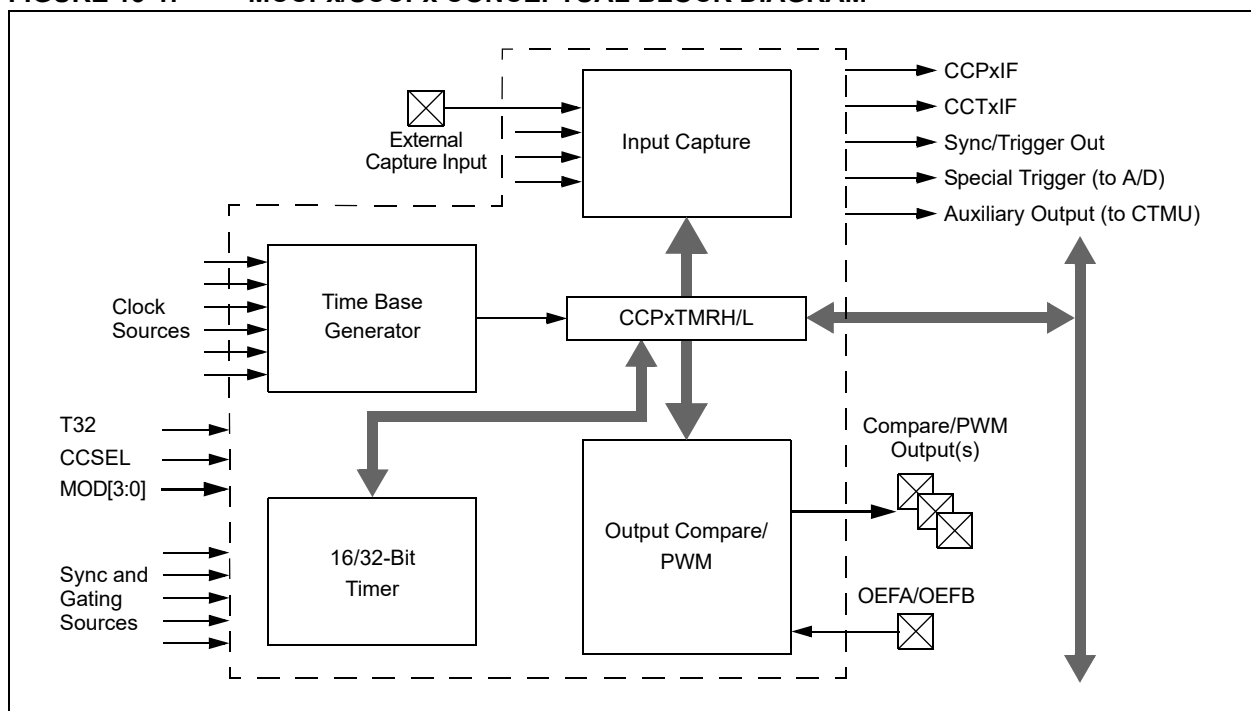 CCPxIF
CCTxIF
Sync/Trigger Out
Special Trigger (to A/D)
Auxiliary Output (to CTMU)
External
Capture Input
Input Capture
Clock
Sources
Time Base
Generator
CCPxTMRH/L
T32
CCSEL
MOD[3:0]
Compare/PWM
Output(s)
Sync and
Gating
Sources
16/32-Bit
Timer
Output Compare/
PWM
OEFA/OEFB